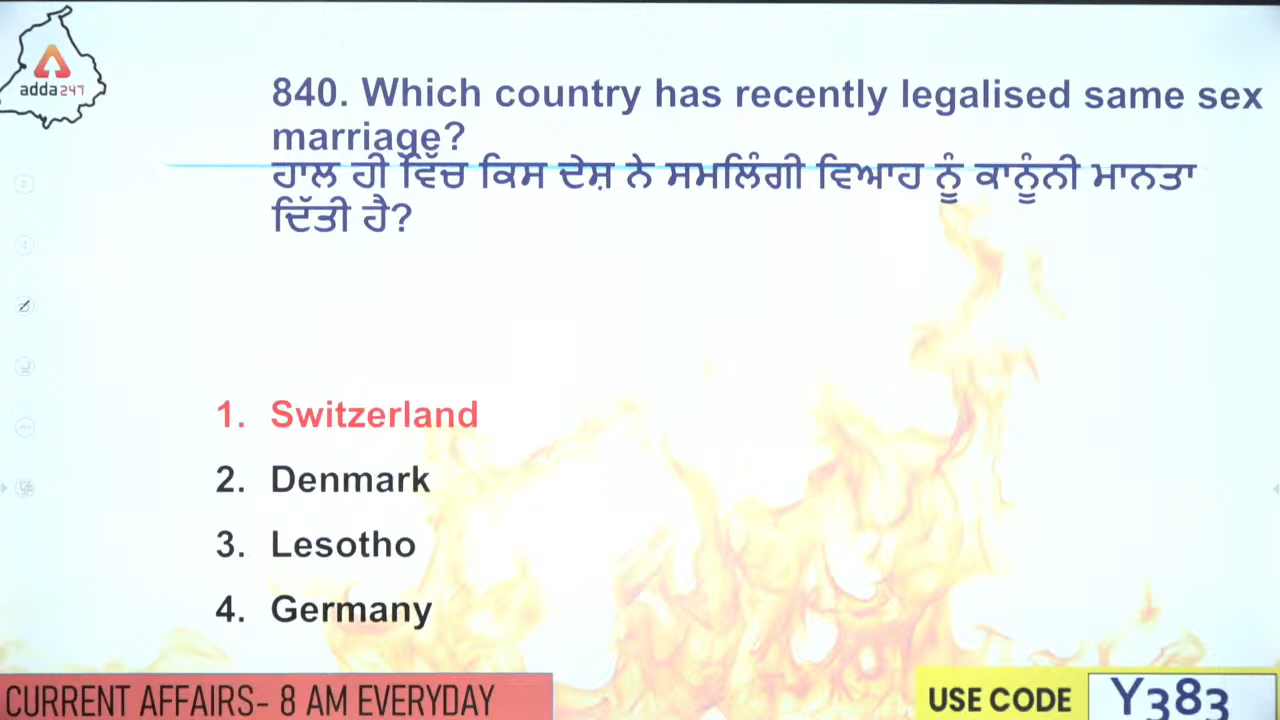 adda247
840. Which country has recently legalised same sex
marriage?
ਹਾਲ ਹੀ ਵਿੱਚ ਕਿਸ ਦੇਸ਼ ਨੇ ਸਮਲਿੰਗੀ ਵਿਆਹ ਨੂੰ ਕਾਨੂੰਨੀ ਮਾਨਤਾ
ਦਿੱਤੀ ਹੈ?
1. Switzerland
2. Denmark
3. Lesotho
4. Germany
CURRENT AFFAIRS- 8 AM EVERYDAY
USE CODE Y383